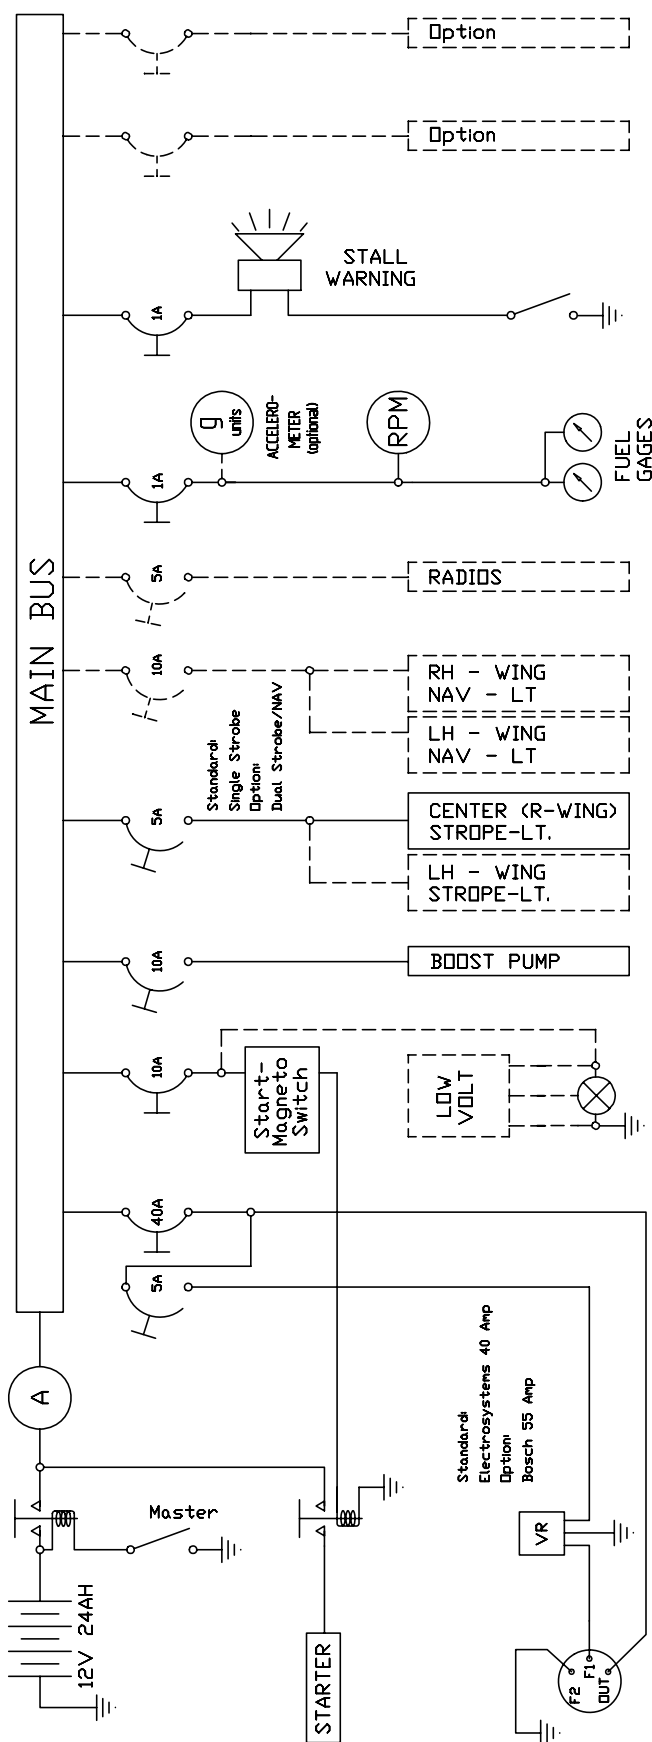 Option
Option
STALL
WARNING
1A
g
units
ACCELERO-
METER
(optional)
RPM
FUEL
GAGES
1A
MAIN BUS
5A
RADIOS
10A
RH - WING
NAV - LT
LH - WING
NAV - LT
Standard:
Single Strobe
Option:
Dual Strobe/NAV
5A
CENTER (R-WING)
STROPE-LT.
LH - WING
STROPE-LT.
10A
BOOST PUMP
10A
Start-
Magneto
Switch
LOW
VOLT
40A
5A
A
Standard:
Electrosystems 40 Amp
Option:
Bosch 55 Amp
Master
VR
12V 24AH
STARTER
F2
F1
OUT